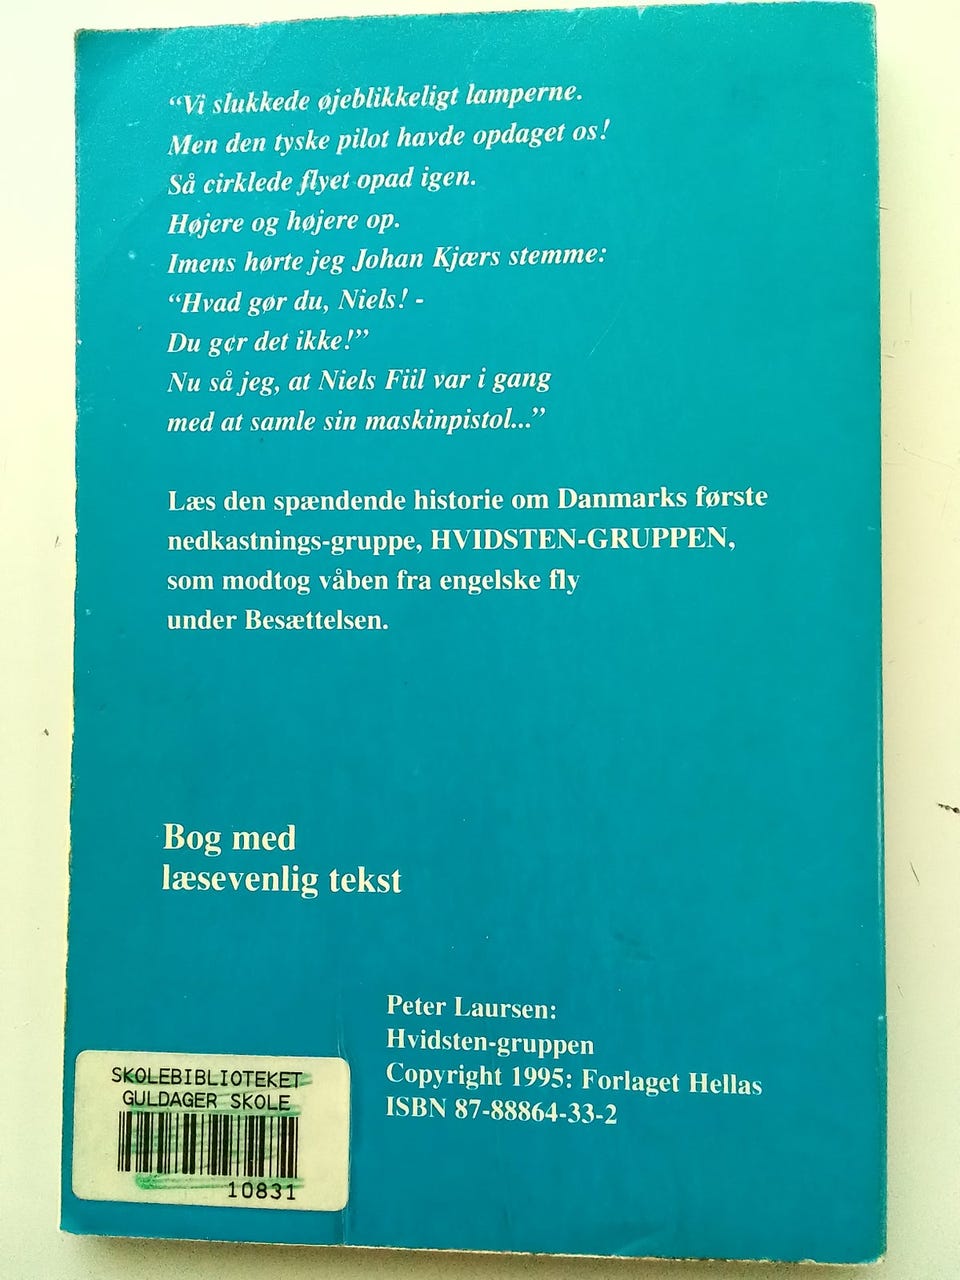 “Vi slukkede øjeblikkeligt lamperne.
Men den tyske pilot havde opdaget os!
Så cirklede flyet opad igen.
Højere og højere op.
Imens hørte jeg Johan Kjærs stemme:
“Hvad gør du, Niels! -
Du gør det ikke!”
Nu så jeg, at Niels Fiil var i gang
med at samle sin maskinpistol...”
Læs den spændende historie om Danmarks første
nedkastnings-gruppe, HVIDSTEN-GRUPPEN,
som modtog våben fra engelske fly
under Besættelsen.
Bog med
læsevenlig tekst
Peter Laursen:
Hvidsten-gruppen
Copyright 1995: Forlaget Hellas
ISBN 87-88864-33-2
SKOLEBIBLIOTEKET
GULDAGER SKOLE
10831